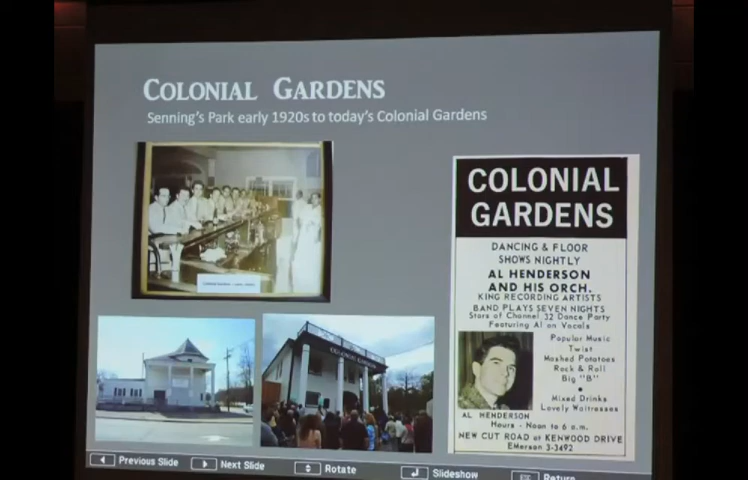 COLONIAL GARDENS
Senning's Park early 1920s to today's Colonial Gardens
COLONIAL
GARDENS
DANCING & FLOOR
SHOWS NIGHTLY
AL HENDERSON
AND HIS ORCH.
KING RECORDING ARTISTS
BAND PLAYS SEVEN NIGHTS
Stars of Channel 32 Dance Party
Featuring Al on Vocals
Popular Music
Twist
Mashed Potatoes
Rock & Roll
Big "B"
Mixed Drinks
Lovely Waitresses
AL HENDERSON
Hours - Noon to 6 a.m.
NEW CUT ROAD at KENWOOD DRIVE
EMerson 3-3492
COLONIAL GARDENS
Previous Slide Next Slide Rotate Slideshow Return